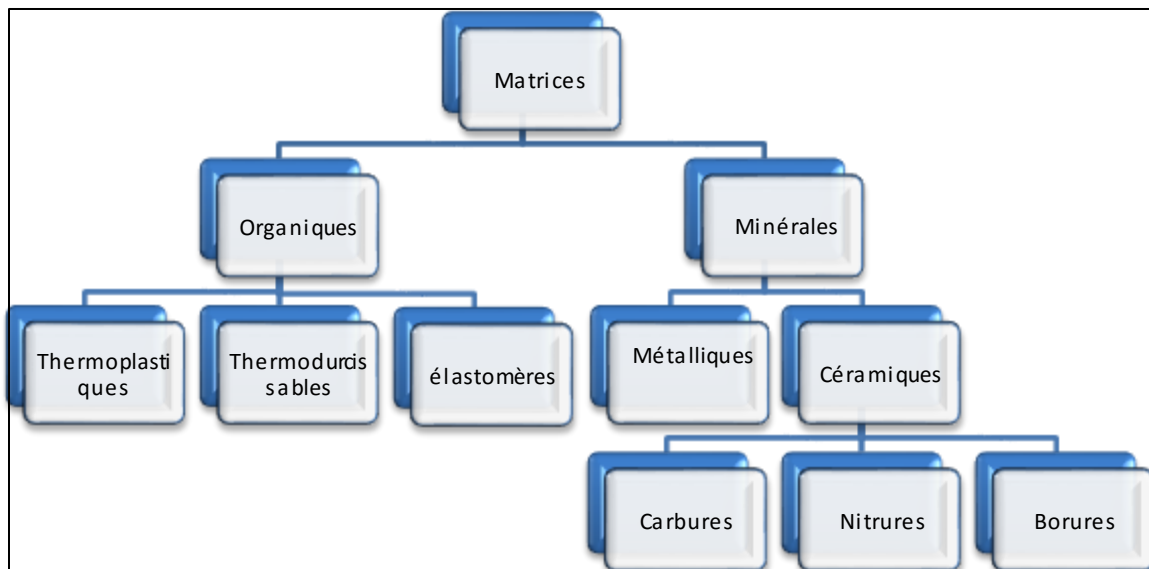 Matrices
Organiques
Minérales
Thermoplasti
ques
Thermodurcis
sables
élastomères
Métalliques
Céramiques
Carbures
Nitrures
Borures